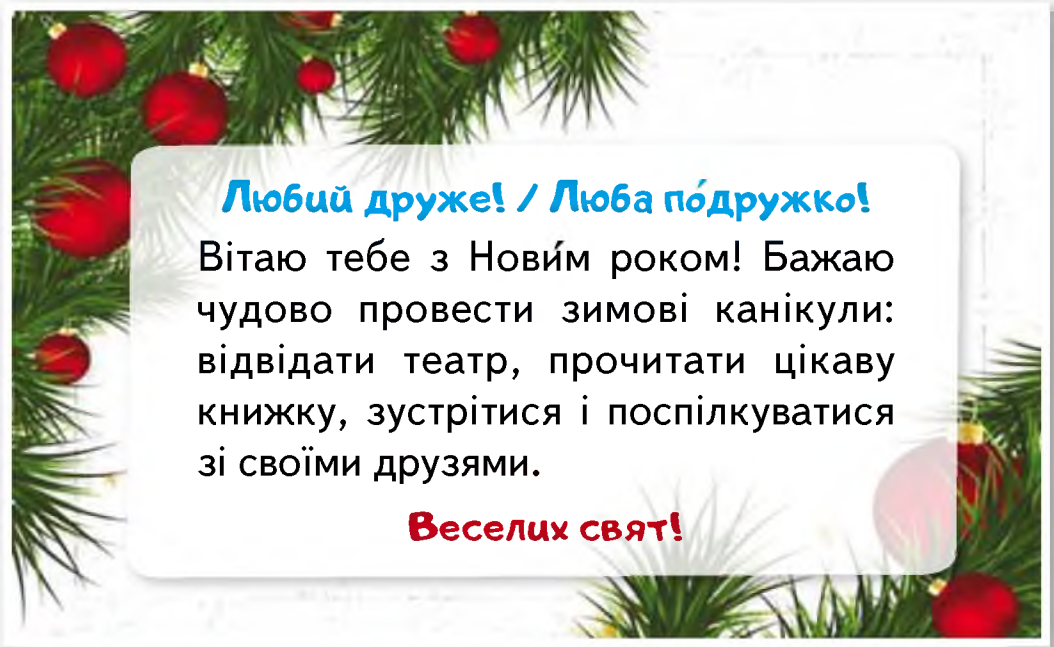 Любий друже! / Люба по́дружко!
Вітаю тебе з Нови́м роком! Бажаю
чудово провести зимові канікули:
відвідати театр, прочитати цікаву
книжку, зустрітися і поспілкуватися
зі своїми друзями.
Веселих свят!